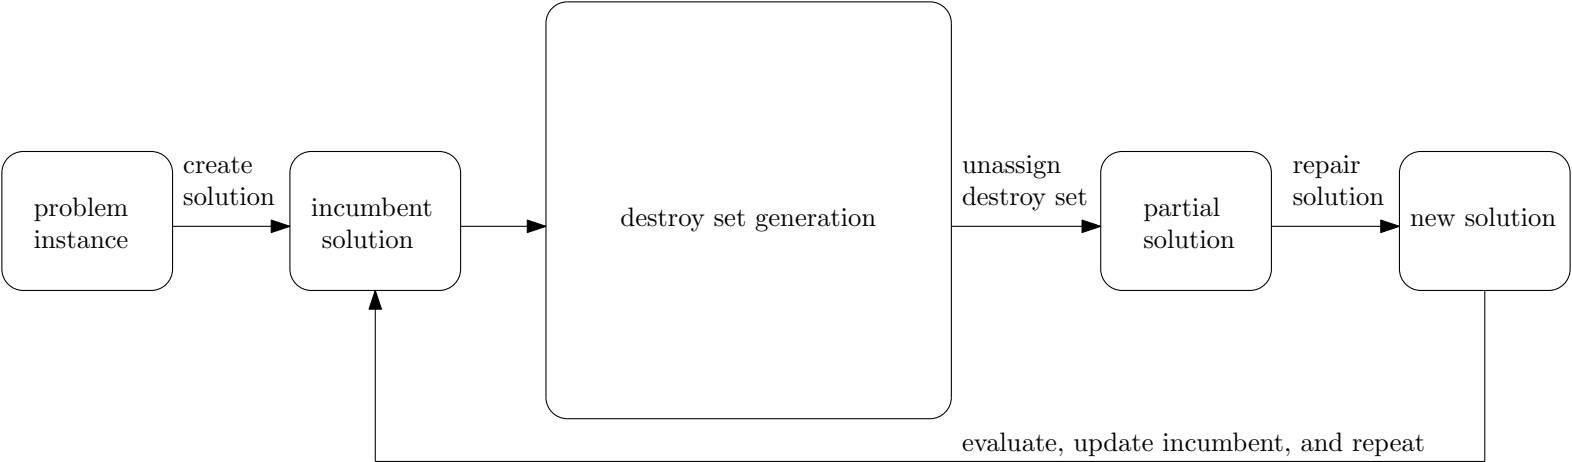 problem
instance
create
solution
incumbent
solution
destroy set generation
unassign
destroy set
partial
solution
repair
solution
new solution
evaluate, update incumbent, and repeat